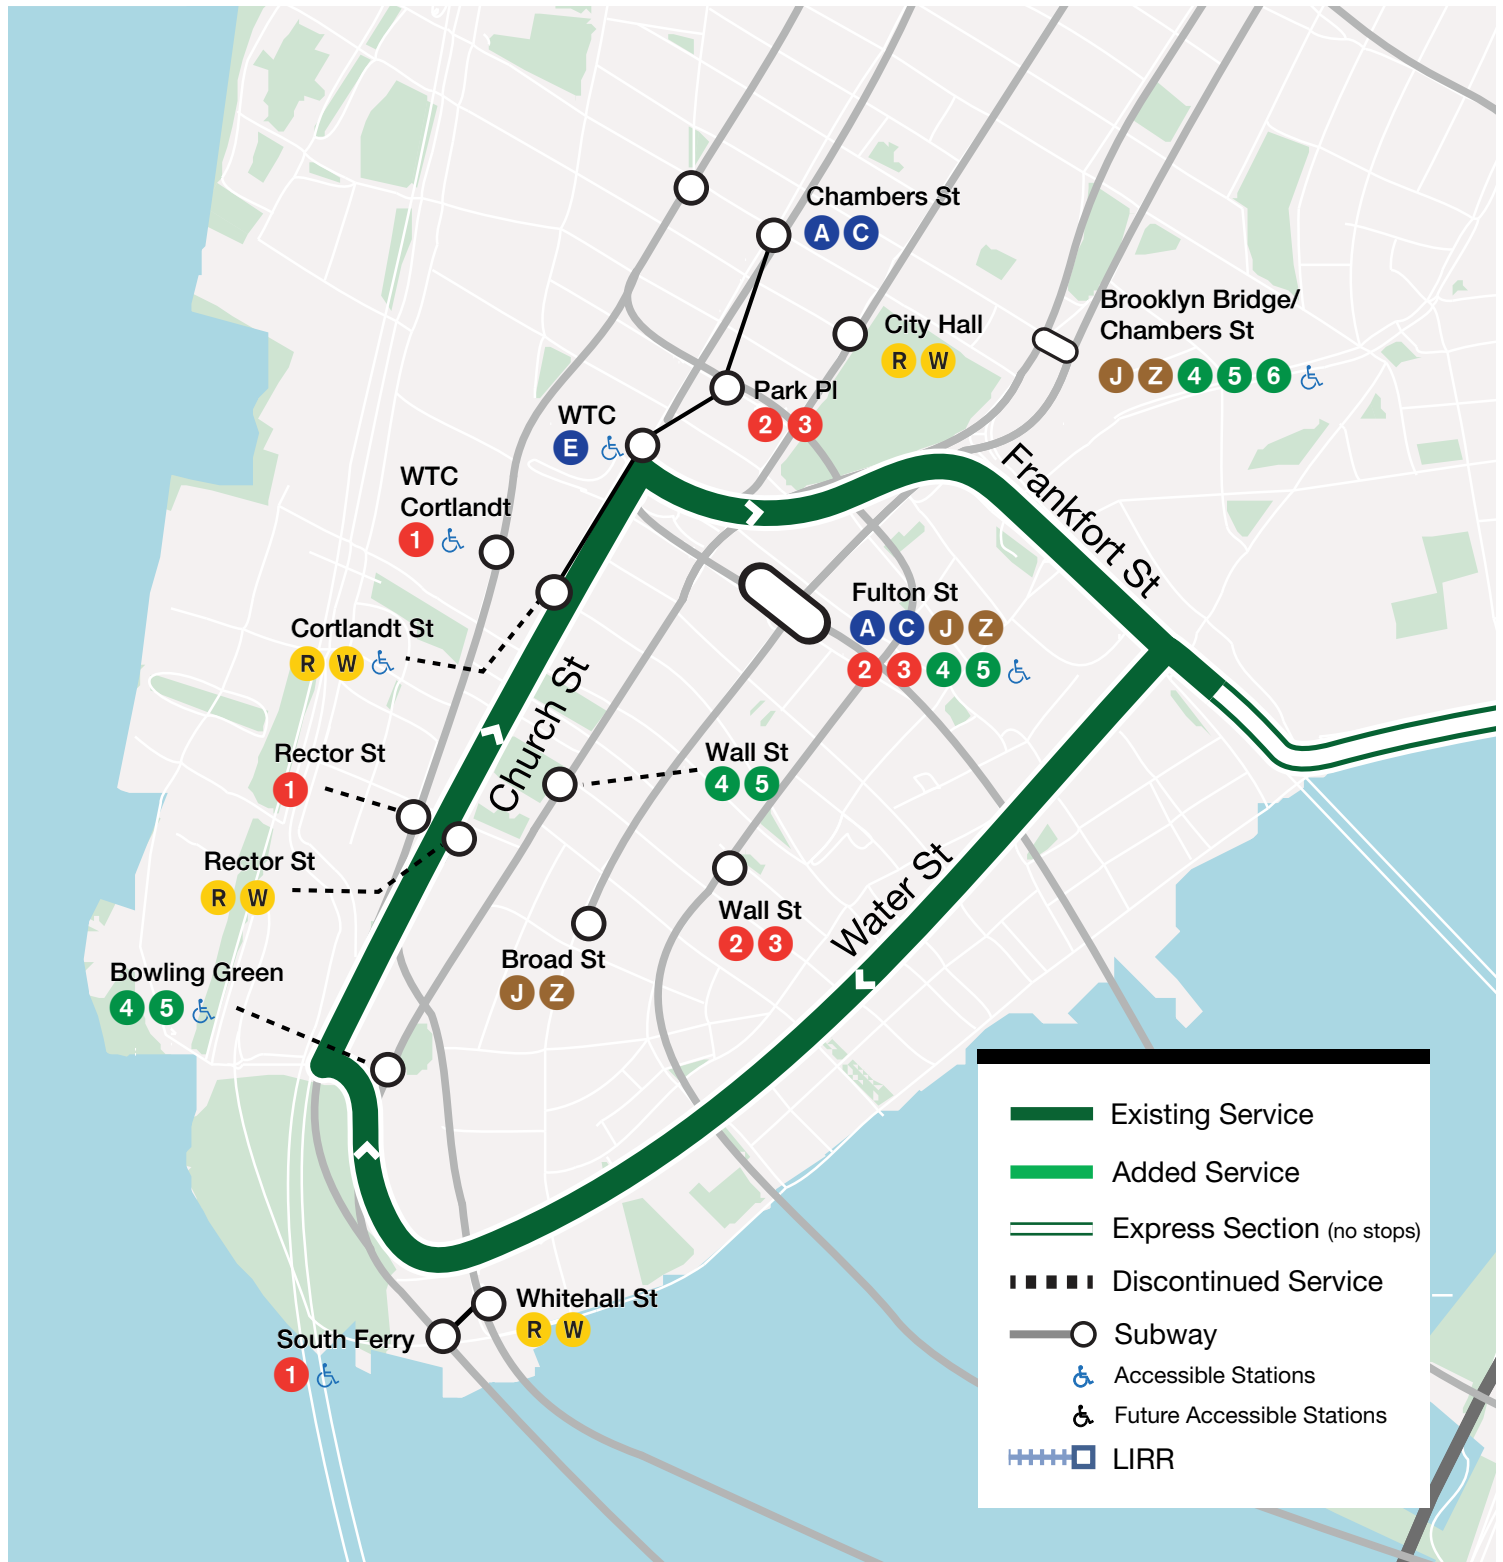 Chambers St
A C
City Hall
R W
Brooklyn Bridge/
Chambers St
J Z 4 5 6
Park Pl
2 3
WTC
E
WTC
Cortlandt
1
Frankfort St
Fulton St
A C J Z
2 3 4 5
Cortlandt St
R W
Church St
Rector St
1
Wall St
4 5
Rector St
R W
Water St
Wall St
2 3
Broad St
J Z
Bowling Green
4 5
Whitehall St
R W
South Ferry
1
Existing Service
Added Service
Express Section (no stops)
Discontinued Service
Subway
Accessible Stations
Future Accessible Stations
LIRR